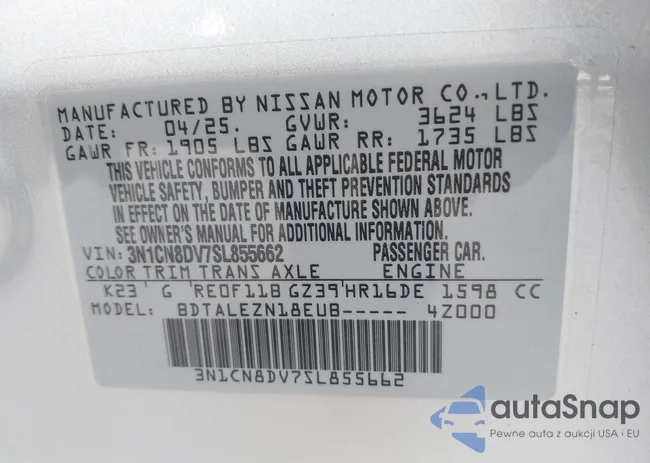 MANUFACTURED BY NISSAN MOTOR CO., LTD.
DATE: 04/25. GVWR: 3624 LBS
GAWR FR: 1905 LBS GAWR RR: 1735 LBS
THIS VEHICLE CONFORMS TO ALL APPLICABLE FEDERAL MOTOR
VEHICLE SAFETY, BUMPER AND THEFT PREVENTION STANDARDS
IN EFFECT ON THE DATE OF MANUFACTURE SHOWN ABOVE.
SEE OWNER'S MANUAL FOR ADDITIONAL INFORMATION.
VIN: 3N1CN8DV7SL855662 PASSENGER CAR.
COLOR TRIM TRANS AXLE ENGINE
K23 G RE0F11B GZ39 HR16DE 1598 CC
MODEL: BDTALEZN18EUB----- 4Z000
3N1CN8DV7SL855662
autaSnap
Pewne auta z aukcji USA i EU